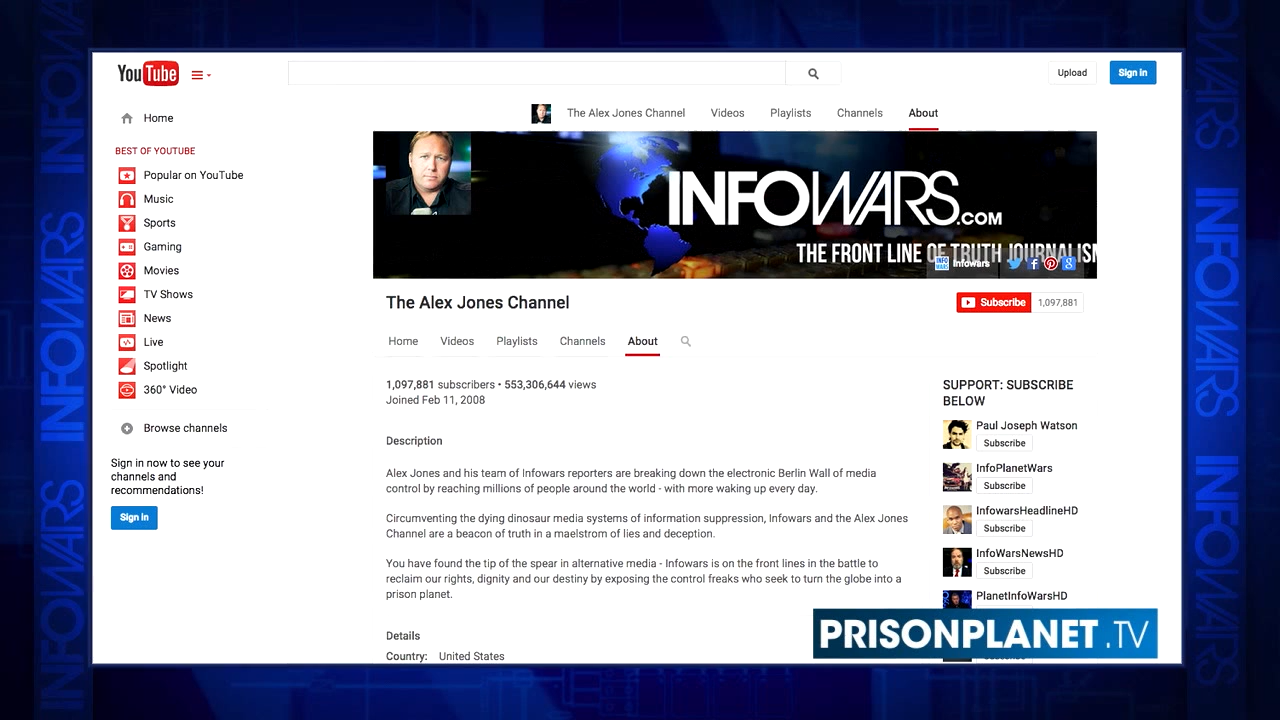 YouTube
Upload
Sign in
Home
BEST OF YOUTUBE
Popular on YouTube
Music
Sports
Gaming
Movies
TV Shows
News
Live
Spotlight
360° Video
Browse channels
Sign in now to see your
channels and
recommendations!
Sign in
The Alex Jones Channel Videos Playlists Channels About
INFOWARS.COM
THE FRONT LINE OF TRUTH JOURNALISM
INFO WARS Infowars
The Alex Jones Channel
Subscribe 1,097,881
Home Videos Playlists Channels About
1,097,881 subscribers • 553,306,644 views
Joined Feb 11, 2008
Description
Alex Jones and his team of Infowars reporters are breaking down the electronic Berlin Wall of media
control by reaching millions of people around the world - with more waking up every day.
Circumventing the dying dinosaur media systems of information suppression, Infowars and the Alex Jones
Channel are a beacon of truth in a maelstrom of lies and deception.
You have found the tip of the spear in alternative media - Infowars is on the front lines in the battle to
reclaim our rights, dignity and our destiny by exposing the control freaks who seek to turn the globe into a
prison planet.
Details
Country: United States
SUPPORT: SUBSCRIBE
BELOW
Paul Joseph Watson
Subscribe
InfoPlanetWars
Subscribe
InfowarsHeadlineHD
Subscribe
InfoWarsNewsHD
Subscribe
PlanetInfoWarsHD
PRISONPLANET.TV
INFOWARS
INFOWARS
INFOWARS
INFOWARS
INFOWARS
INFOWARS